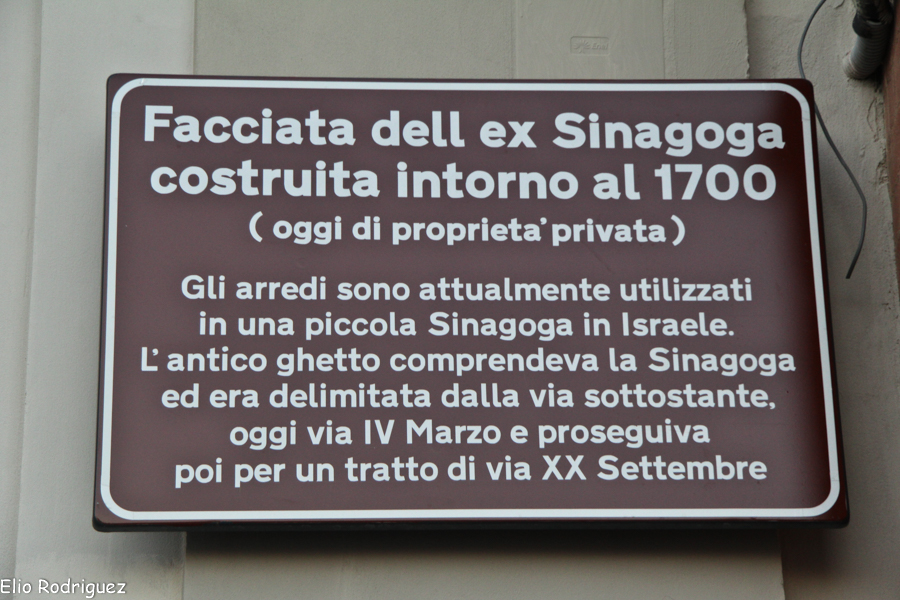 Facciata dell ex Sinagoga
costruita intorno al 1700
( oggi di proprieta' privata )
Gli arredi sono attualmente utilizzati
in una piccola Sinagoga in Israele.
L' antico ghetto comprendeva la Sinagoga
ed era delimitata dalla via sottostante,
oggi via IV Marzo e proseguiva
poi per un tratto di via XX Settembre
Elio Rodriguez